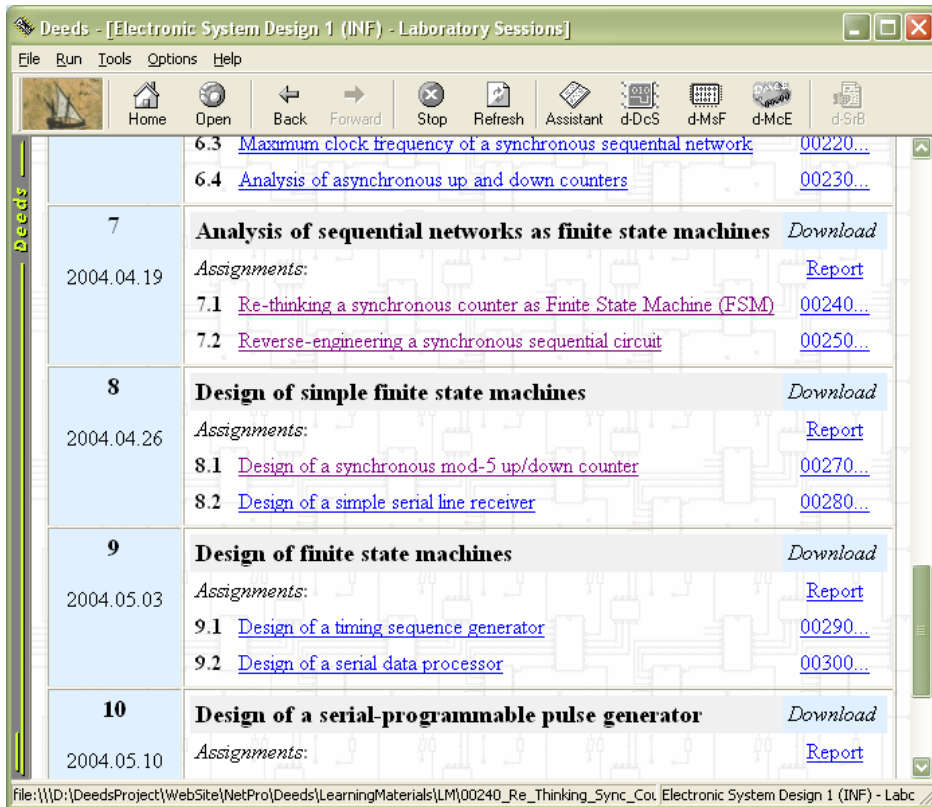 Deeds - [Electronic System Design 1 (INF) - Laboratory Sessions]
File Run Tools Options Help
Home Open Back Forward Stop Refresh Assistant d-DcS d-MsF d-McE d-SrB
Deeds
6.3 Maximum clock frequency of a synchronous sequential network 00220...
6.4 Analysis of asynchronous up and down counters 00230...
7 Analysis of sequential networks as finite state machines Download
2004.04.19 Assignments: Report
7.1 Re-thinking a synchronous counter as Finite State Machine (FSM) 00240...
7.2 Reverse-engineering a synchronous sequential circuit 00250...
8 Design of simple finite state machines Download
2004.04.26 Assignments: Report
8.1 Design of a synchronous mod-5 up/down counter 00270...
8.2 Design of a simple serial line receiver 00280...
9 Design of finite state machines Download
2004.05.03 Assignments: Report
9.1 Design of a timing sequence generator 00290...
9.2 Design of a serial data processor 00300...
10 Design of a serial-programmable pulse generator Download
2004.05.10 Assignments: Report
file:\\\D:\DeedsProject\WebSite\NetPro\Deeds\LearningMaterials\LM\00240_Re_Thinking_Sync_Cou Electronic System Design 1 (INF) - Labc